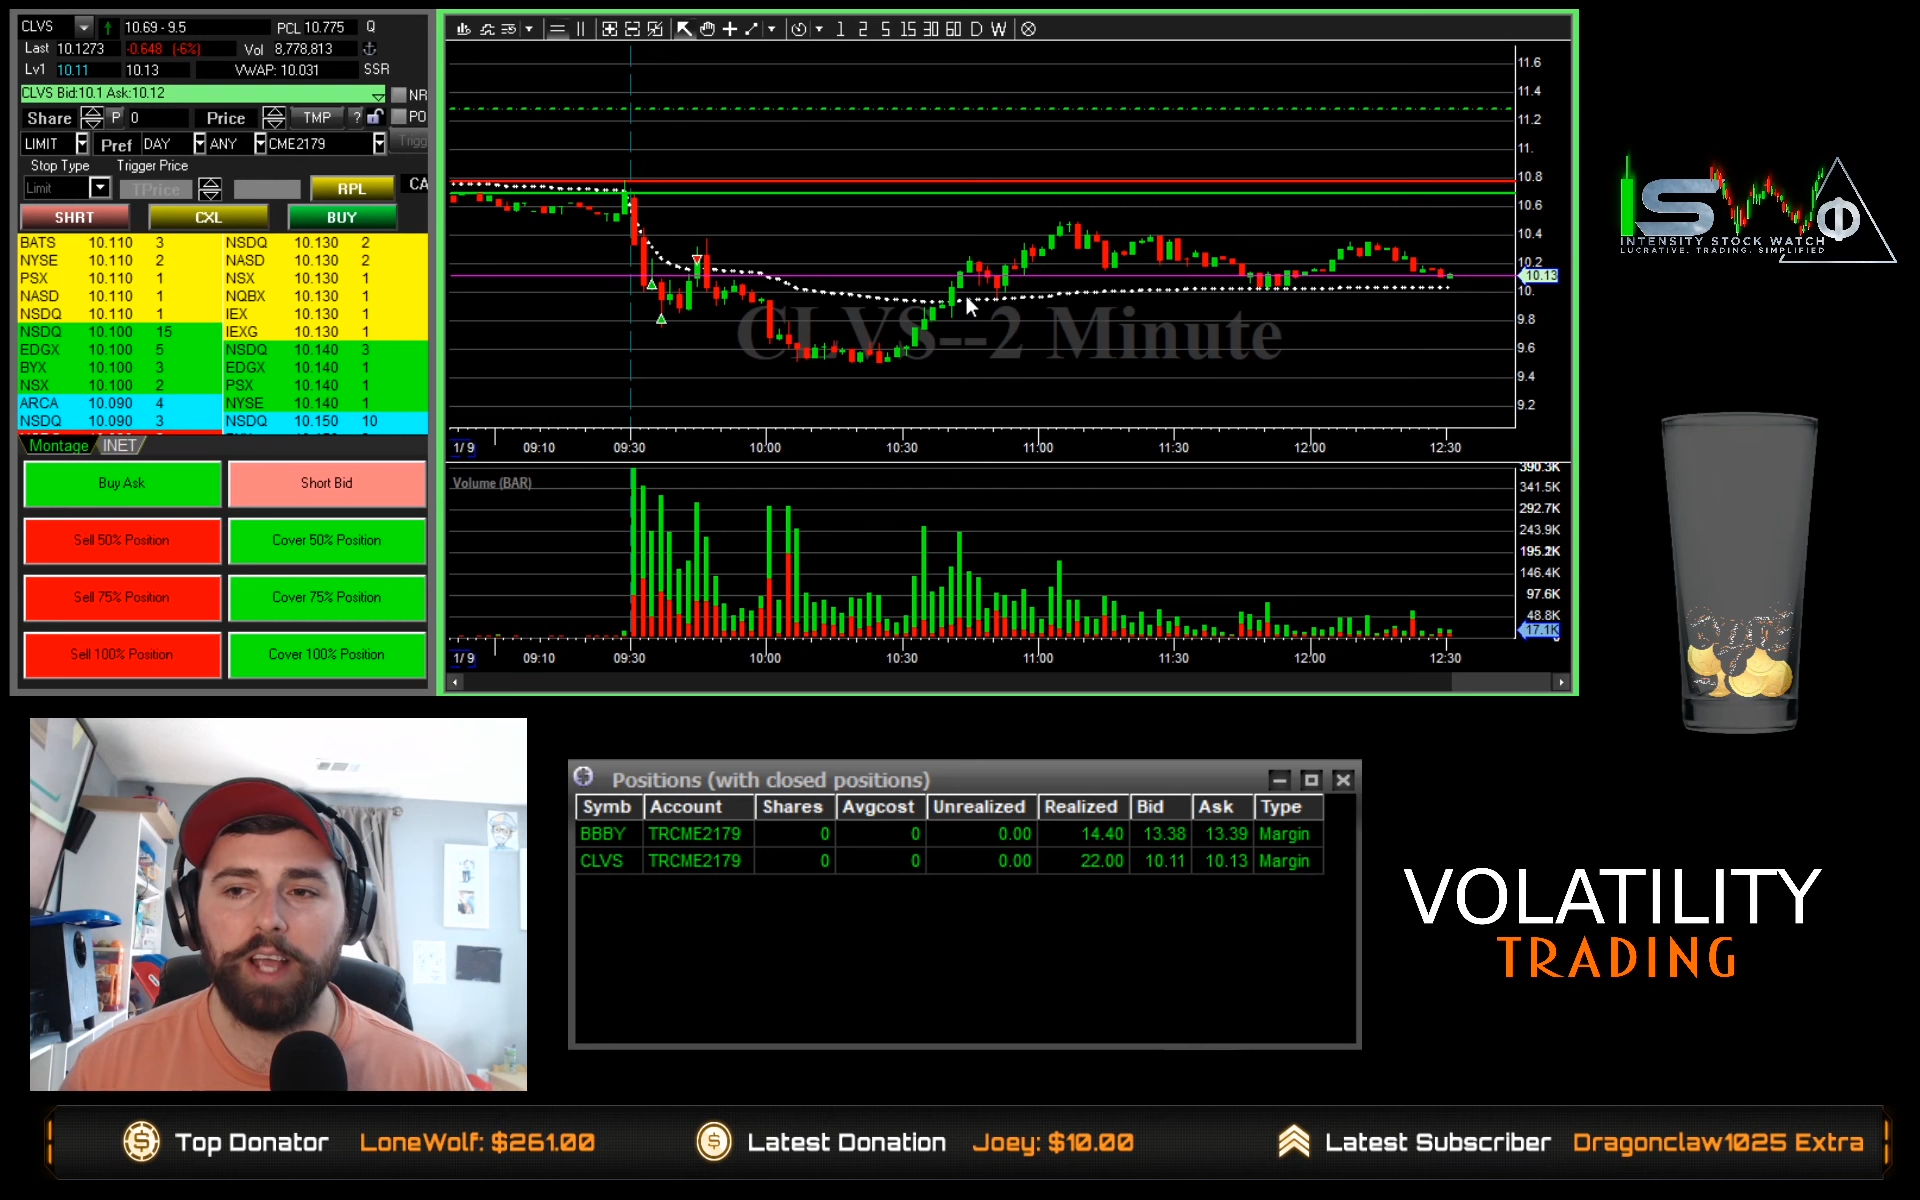 CLVS 10.69 - 9.5 PCL 10.775 Q
Last 10.1273 -0.648 (-6%) Vol 8,778,813
Lv1 10.11 10.13 VWAP: 10.031 SSR
CLVS Bid:10.1 Ask:10.12 NR
Share P 0 Price TMP ? PO
LIMIT Pref DAY ANY CME2179 Trigg
Stop Type Trigger Price
Limit TPrice RPL CA
SHRT CXL BUY
BATS 10.110 3 NSDQ 10.130 2
NYSE 10.110 2 NASD 10.130 2
PSX 10.110 1 NSX 10.130 1
NASD 10.110 1 NQBX 10.130 1
NSDQ 10.110 1 IEX 10.130 1
NSDQ 10.100 15 IEXG 10.130 1
EDGX 10.100 5 NSDQ 10.140 3
BYX 10.100 3 EDGX 10.140 1
NSX 10.100 2 PSX 10.140 1
ARCA 10.090 4 NYSE 10.140 1
NSDQ 10.090 3 NSDQ 10.150 10
Montage INET
Buy Ask Short Bid
Sell 50% Position Cover 50% Position
Sell 75% Position Cover 75% Position
Sell 100% Position Cover 100% Position
1 2 5 15 30 60 D W
11.6
11.4
11.2
11.
10.8
10.6
10.4
10.2
10.13
10.
9.8
9.6
9.4
9.2
CLVS--2 Minute
1/9 09:10 09:30 10:00 10:30 11:00 11:30 12:00 12:30
Volume (BAR)
390.3K
341.5K
292.7K
243.9K
195.2K
146.4K
97.6K
48.8K
17.1K
1/9 09:10 09:30 10:00 10:30 11:00 11:30 12:00 12:30
ISW
INTENSITY STOCK WATCH
LUCRATIVE. TRADING. SIMPLIFIED
Positions (with closed positions)
Symb Account Shares Avgcost Unrealized Realized Bid Ask Type
BBBY TRCME2179 0 0 0.00 14.40 13.38 13.39 Margin
CLVS TRCME2179 0 0 0.00 22.00 10.11 10.13 Margin
VOLATILITY
TRADING
Top Donator LoneWolf: $261.00 Latest Donation Joey: $10.00 Latest Subscriber Dragonclaw1025 Extra